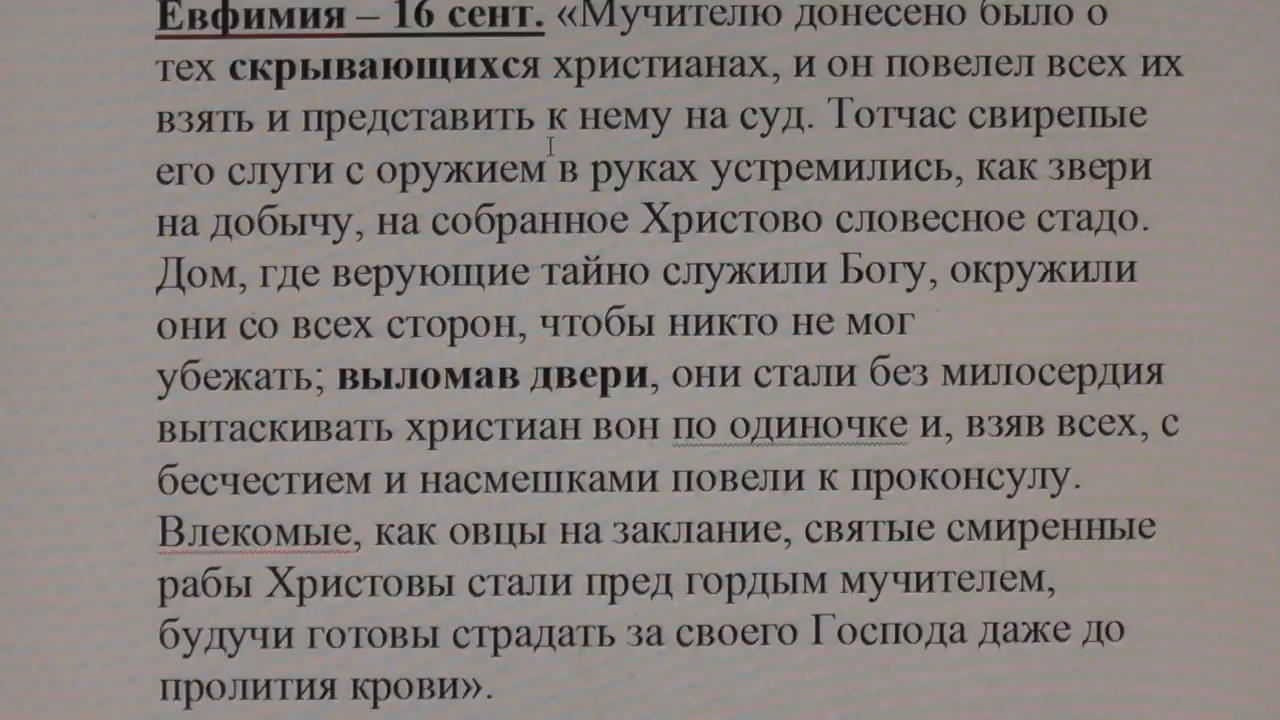 Евфимия – 16 сент. «Мучителю донесено было о
тех скрывающихся христианах, и он повелел всех их
взять и представить к нему на суд. Тотчас свирепые
его слуги с оружием в руках устремились, как звери
на добычу, на собранное Христово словесное стадо.
Дом, где верующие тайно служили Богу, окружили
они со всех сторон, чтобы никто не мог
убежать; выломав двери, они стали без милосердия
вытаскивать христиан вон по одиночке и, взяв всех, с
бесчестием и насмешками повели к проконсулу.
Влекомые, как овцы на заклание, святые смиренные
рабы Христовы стали пред гордым мучителем,
будучи готовы страдать за своего Господа даже до
пролития крови».